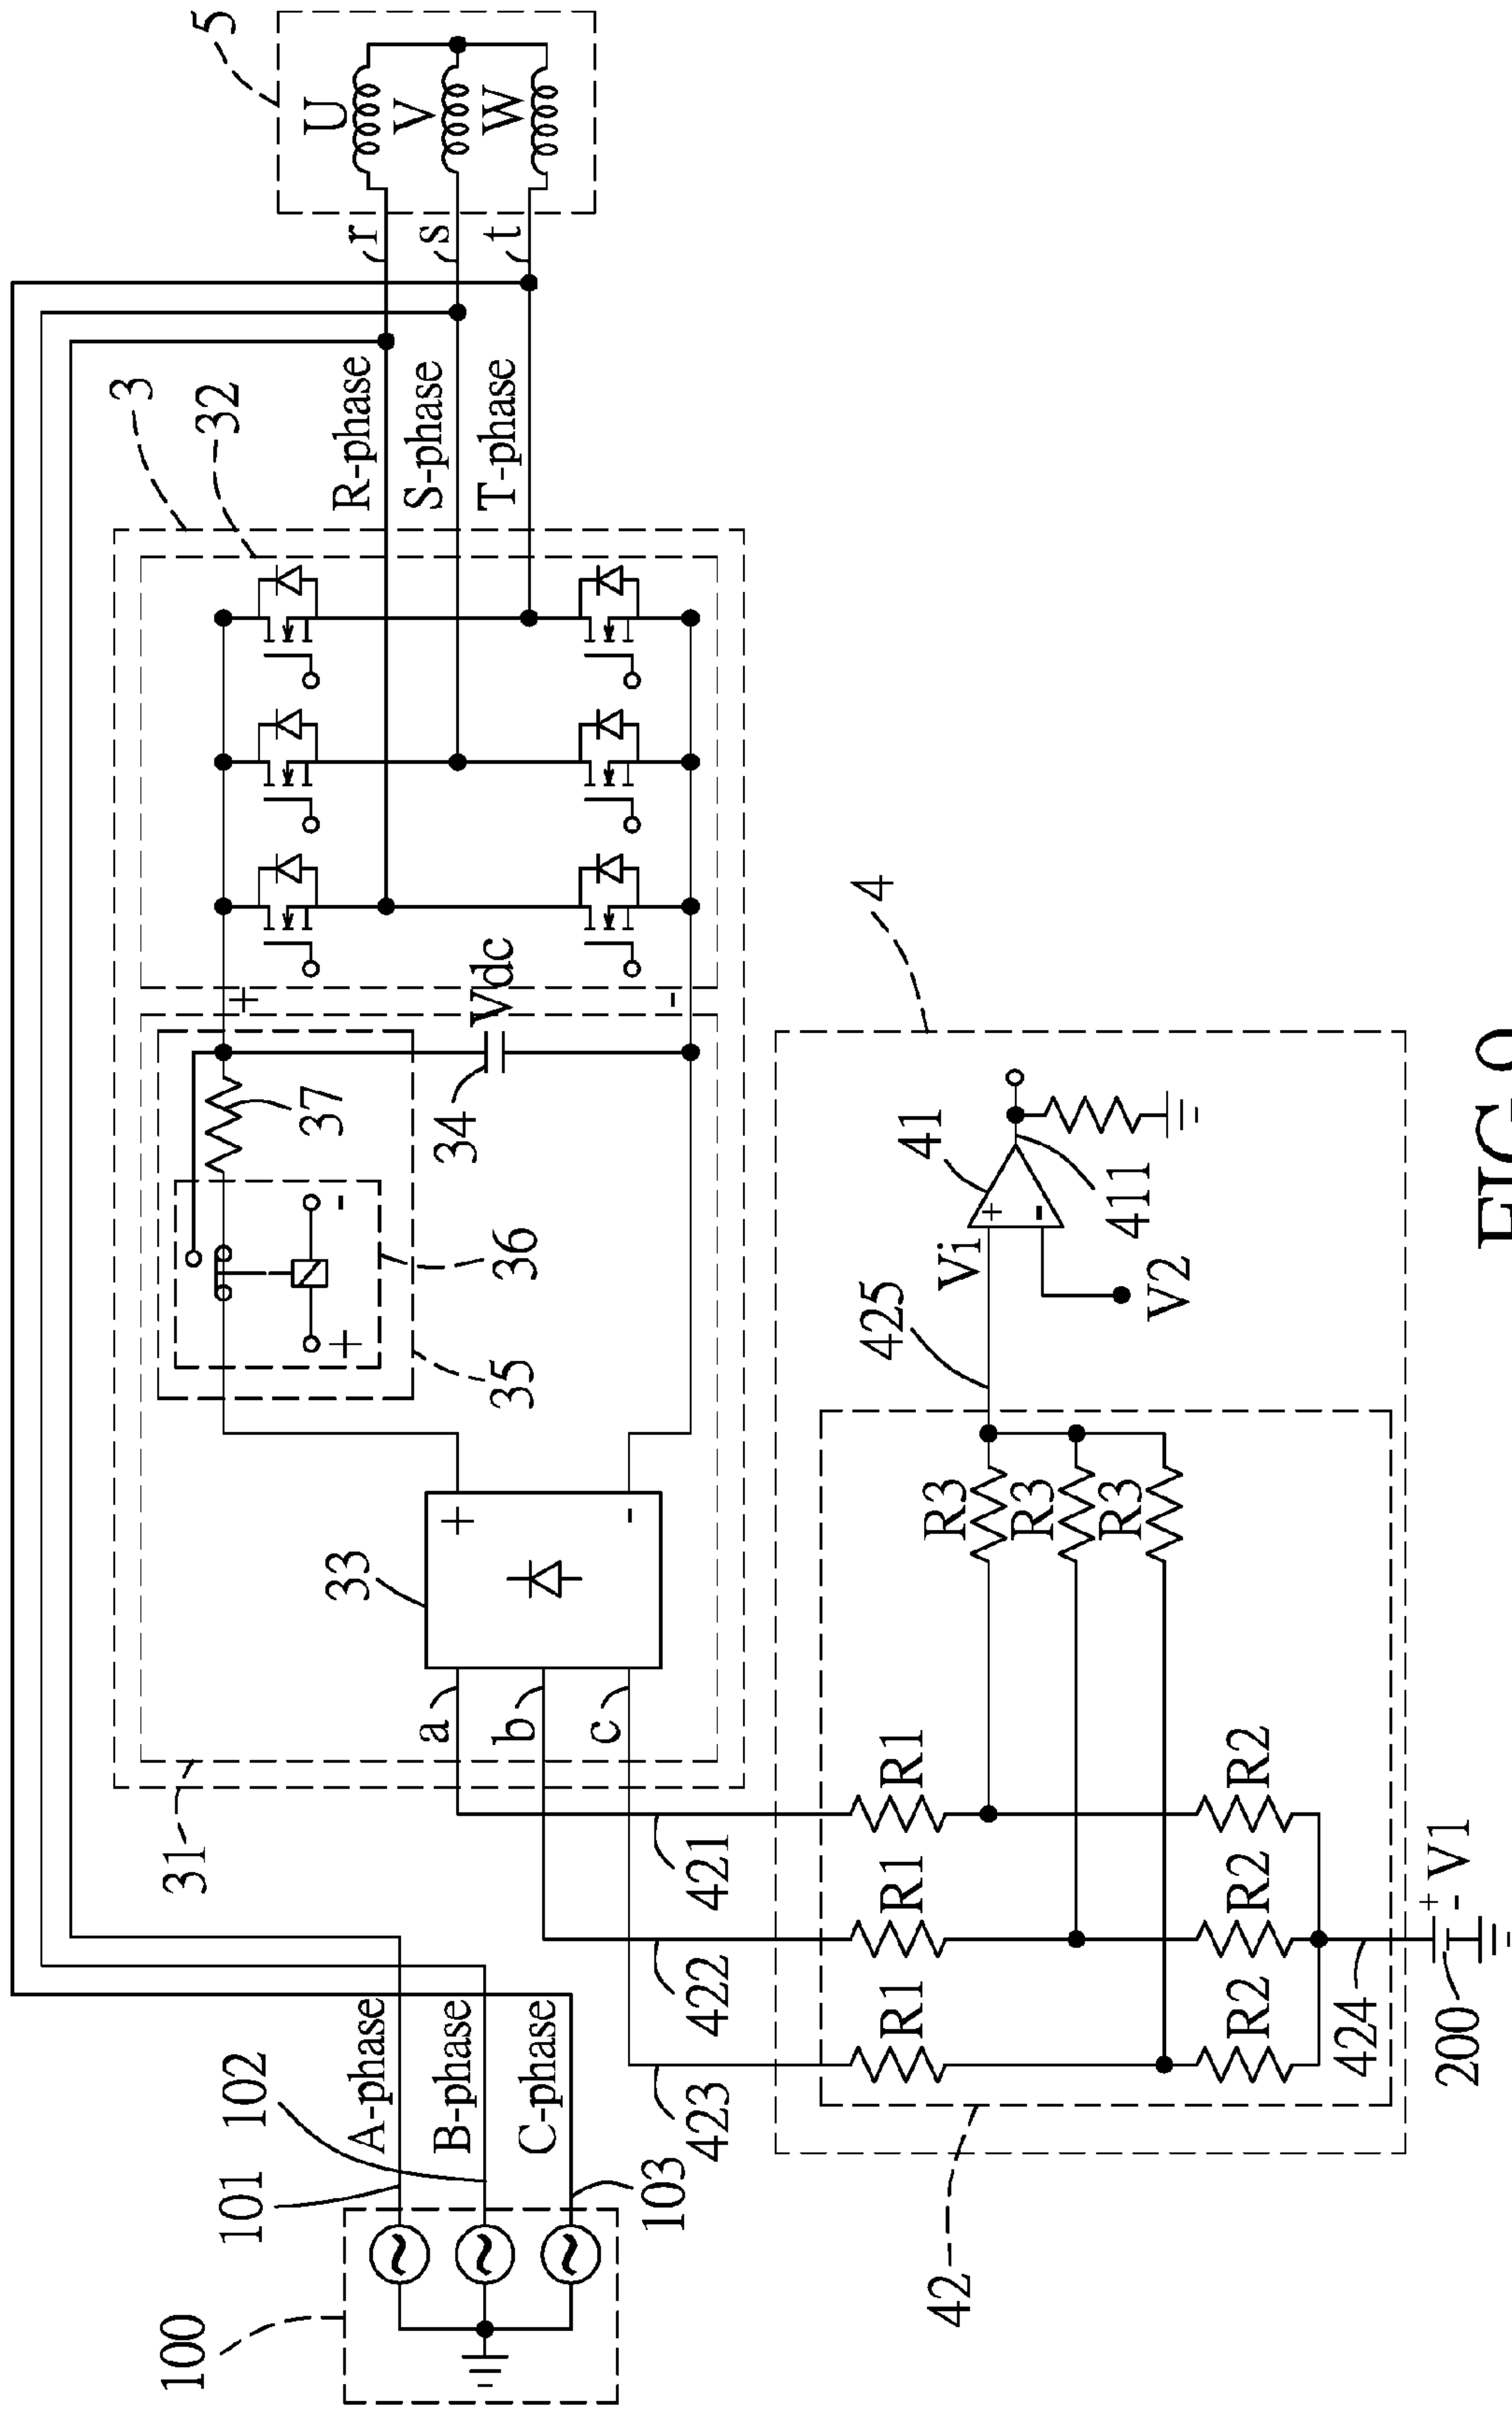 5
U
V
W
r
s
t
3
32
R-phase
S-phase
T-phase
+
-
Vdc
34
37
36
+
-
35
33
+
-
a
b
c
31
A-phase
B-phase
C-phase
101
102
103
100
421
422
423
4
41
+
-
411
Vi
V2
425
R3
R3
R3
R1
R1
R1
R2
R2
R2
424
+
-
V1
200
42